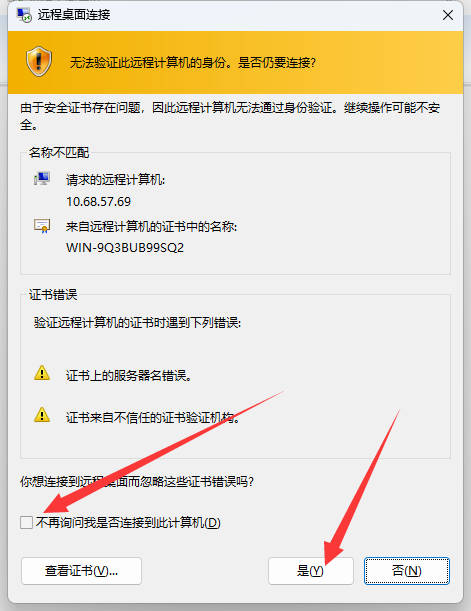 远程桌面连接
无法验证此远程计算机的身份。是否仍要连接?
由于安全证书存在问题，因此远程计算机无法通过身份验证。继续操作可能不安
全。
名称不匹配
请求的远程计算机:
10.68.57.69
来自远程计算机的证书中的名称:
WIN-9Q3BUB99SQ2
证书错误
验证远程计算机的证书时遇到下列错误:
证书上的服务器名错误。
证书来自不信任的证书验证机构。
你想连接到远程桌面而忽略这些证书错误吗?
不再询问我是否连接到此计算机(D)
查看证书(V)...
是(Y)
否(N)